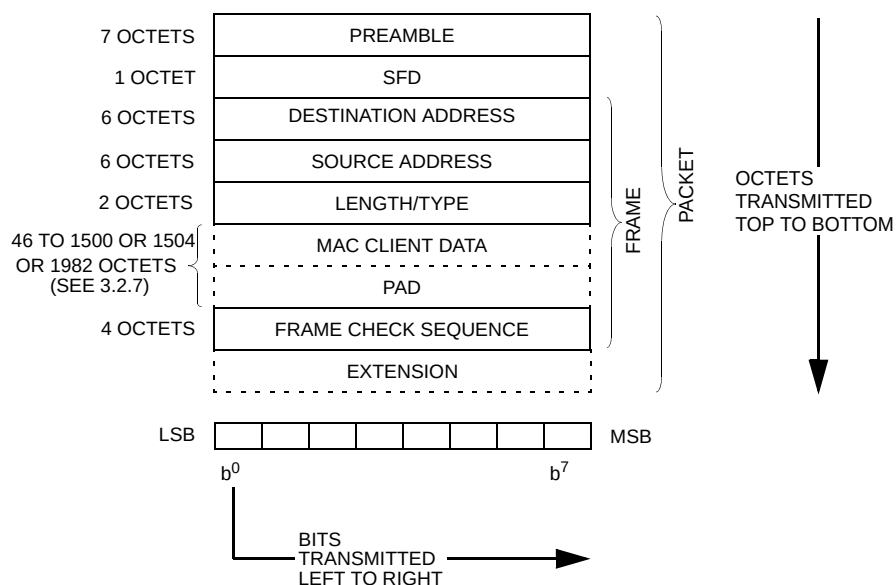 7 OCTETS
PREAMBLE
1 OCTET
SFD
6 OCTETS
DESTINATION ADDRESS
6 OCTETS
SOURCE ADDRESS
2 OCTETS
LENGTH/TYPE
46 TO 1500 OR 1504
OR 1982 OCTETS
(SEE 3.2.7)
MAC CLIENT DATA
PAD
4 OCTETS
FRAME CHECK SEQUENCE
EXTENSION
FRAME
PACKET
OCTETS
TRANSMITTED
TOP TO BOTTOM
LSB
MSB
b0
b7
BITS
TRANSMITTED
LEFT TO RIGHT